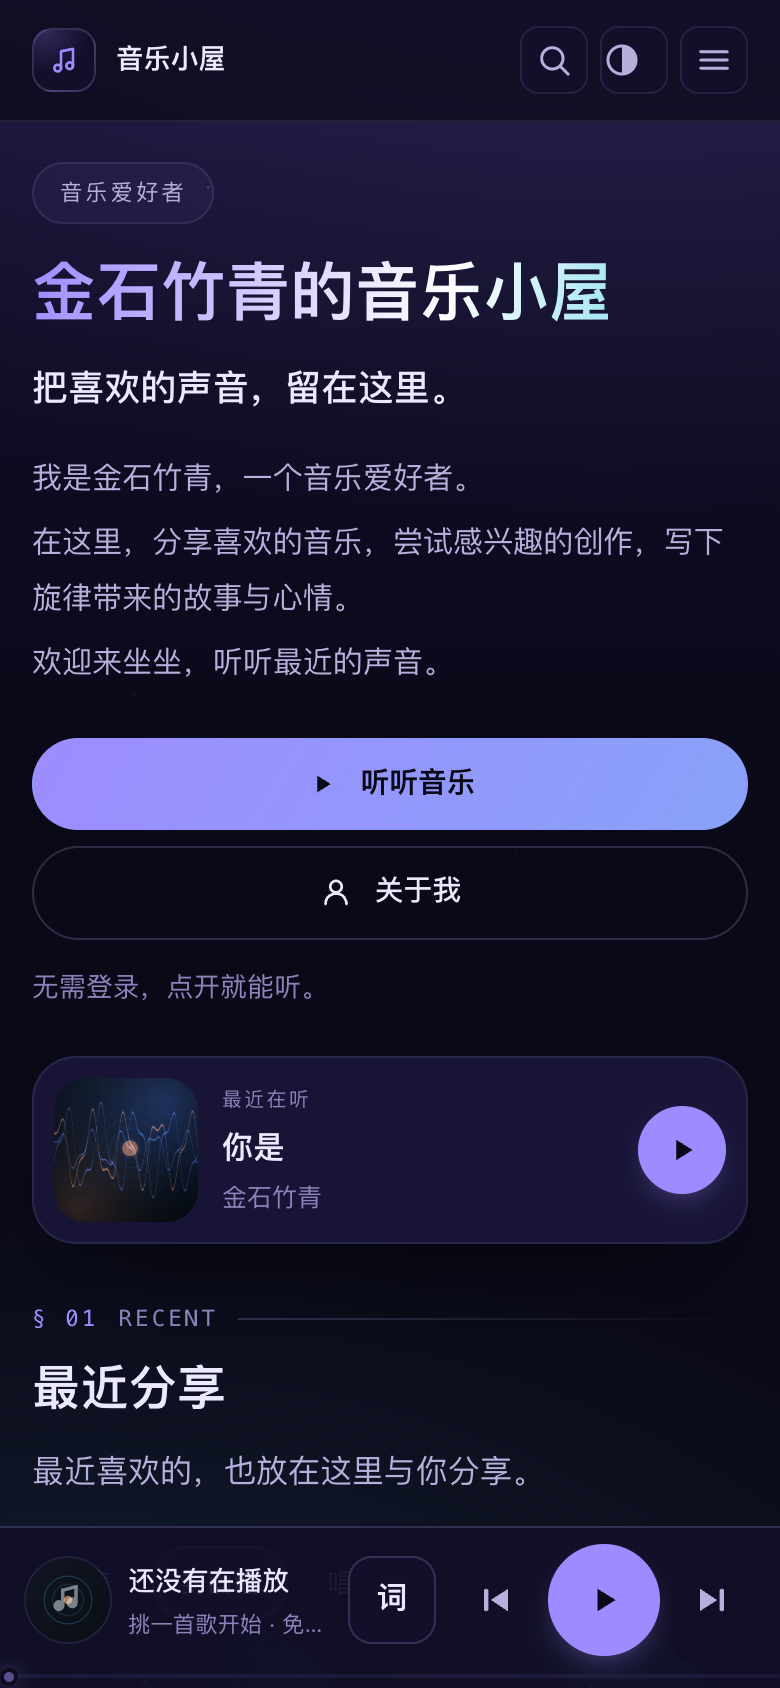 音乐小屋
音乐爱好者
金石竹青的音乐小屋
把喜欢的声音，留在这里。
我是金石竹青，一个音乐爱好者。
在这里，分享喜欢的音乐，尝试感兴趣的创作，写下
旋律带来的故事与心情。
欢迎来坐坐，听听最近的声音。
听听音乐
关于我
无需登录，点开就能听。
最近在听
你是
金石竹青
§ 01 RECENT
最近分享
最近喜欢的，也放在这里与你分享。
还没有在播放
挑一首歌开始 · 免...
词